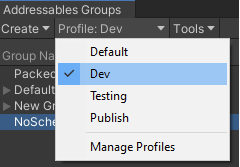 Addressables Groups
Create Profile: Dev Tools
Group Na
Default
Packed
Dev
Default
Testing
New Gr
Publish
NoSche
Manage Profiles